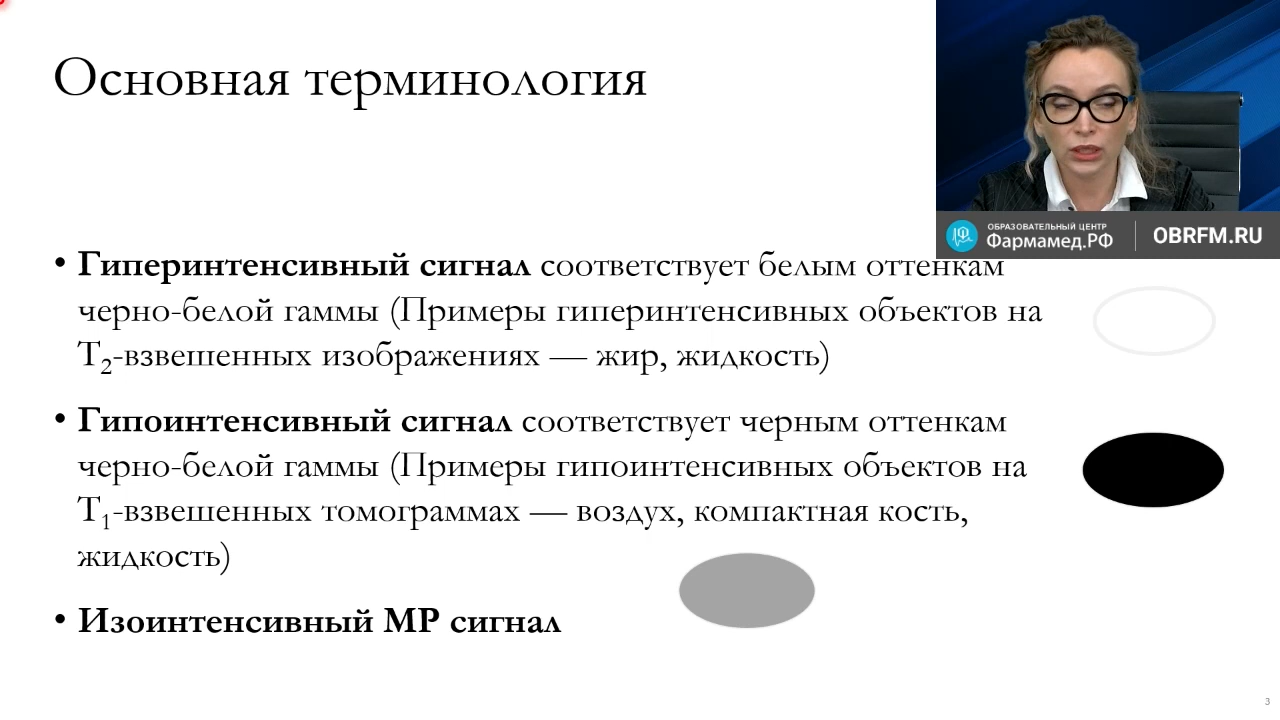 Основная терминология
ОБРАЗОВАТЕЛЬНЫЙ ЦЕНТР
Фармамед.РФ
OBRFM.RU
• Гиперинтенсивный сигнал соответствует белым оттенкам
черно-белой гаммы (Примеры гиперинтенсивных объектов на
T₂-взвешенных изображениях — жир, жидкость)
• Гипоинтенсивный сигнал соответствует черным оттенкам
черно-белой гаммы (Примеры гипоинтенсивных объектов на
T₁-взвешенных томограммах — воздух, компактная кость,
жидкость)
• Изоинтенсивный МР сигнал
3